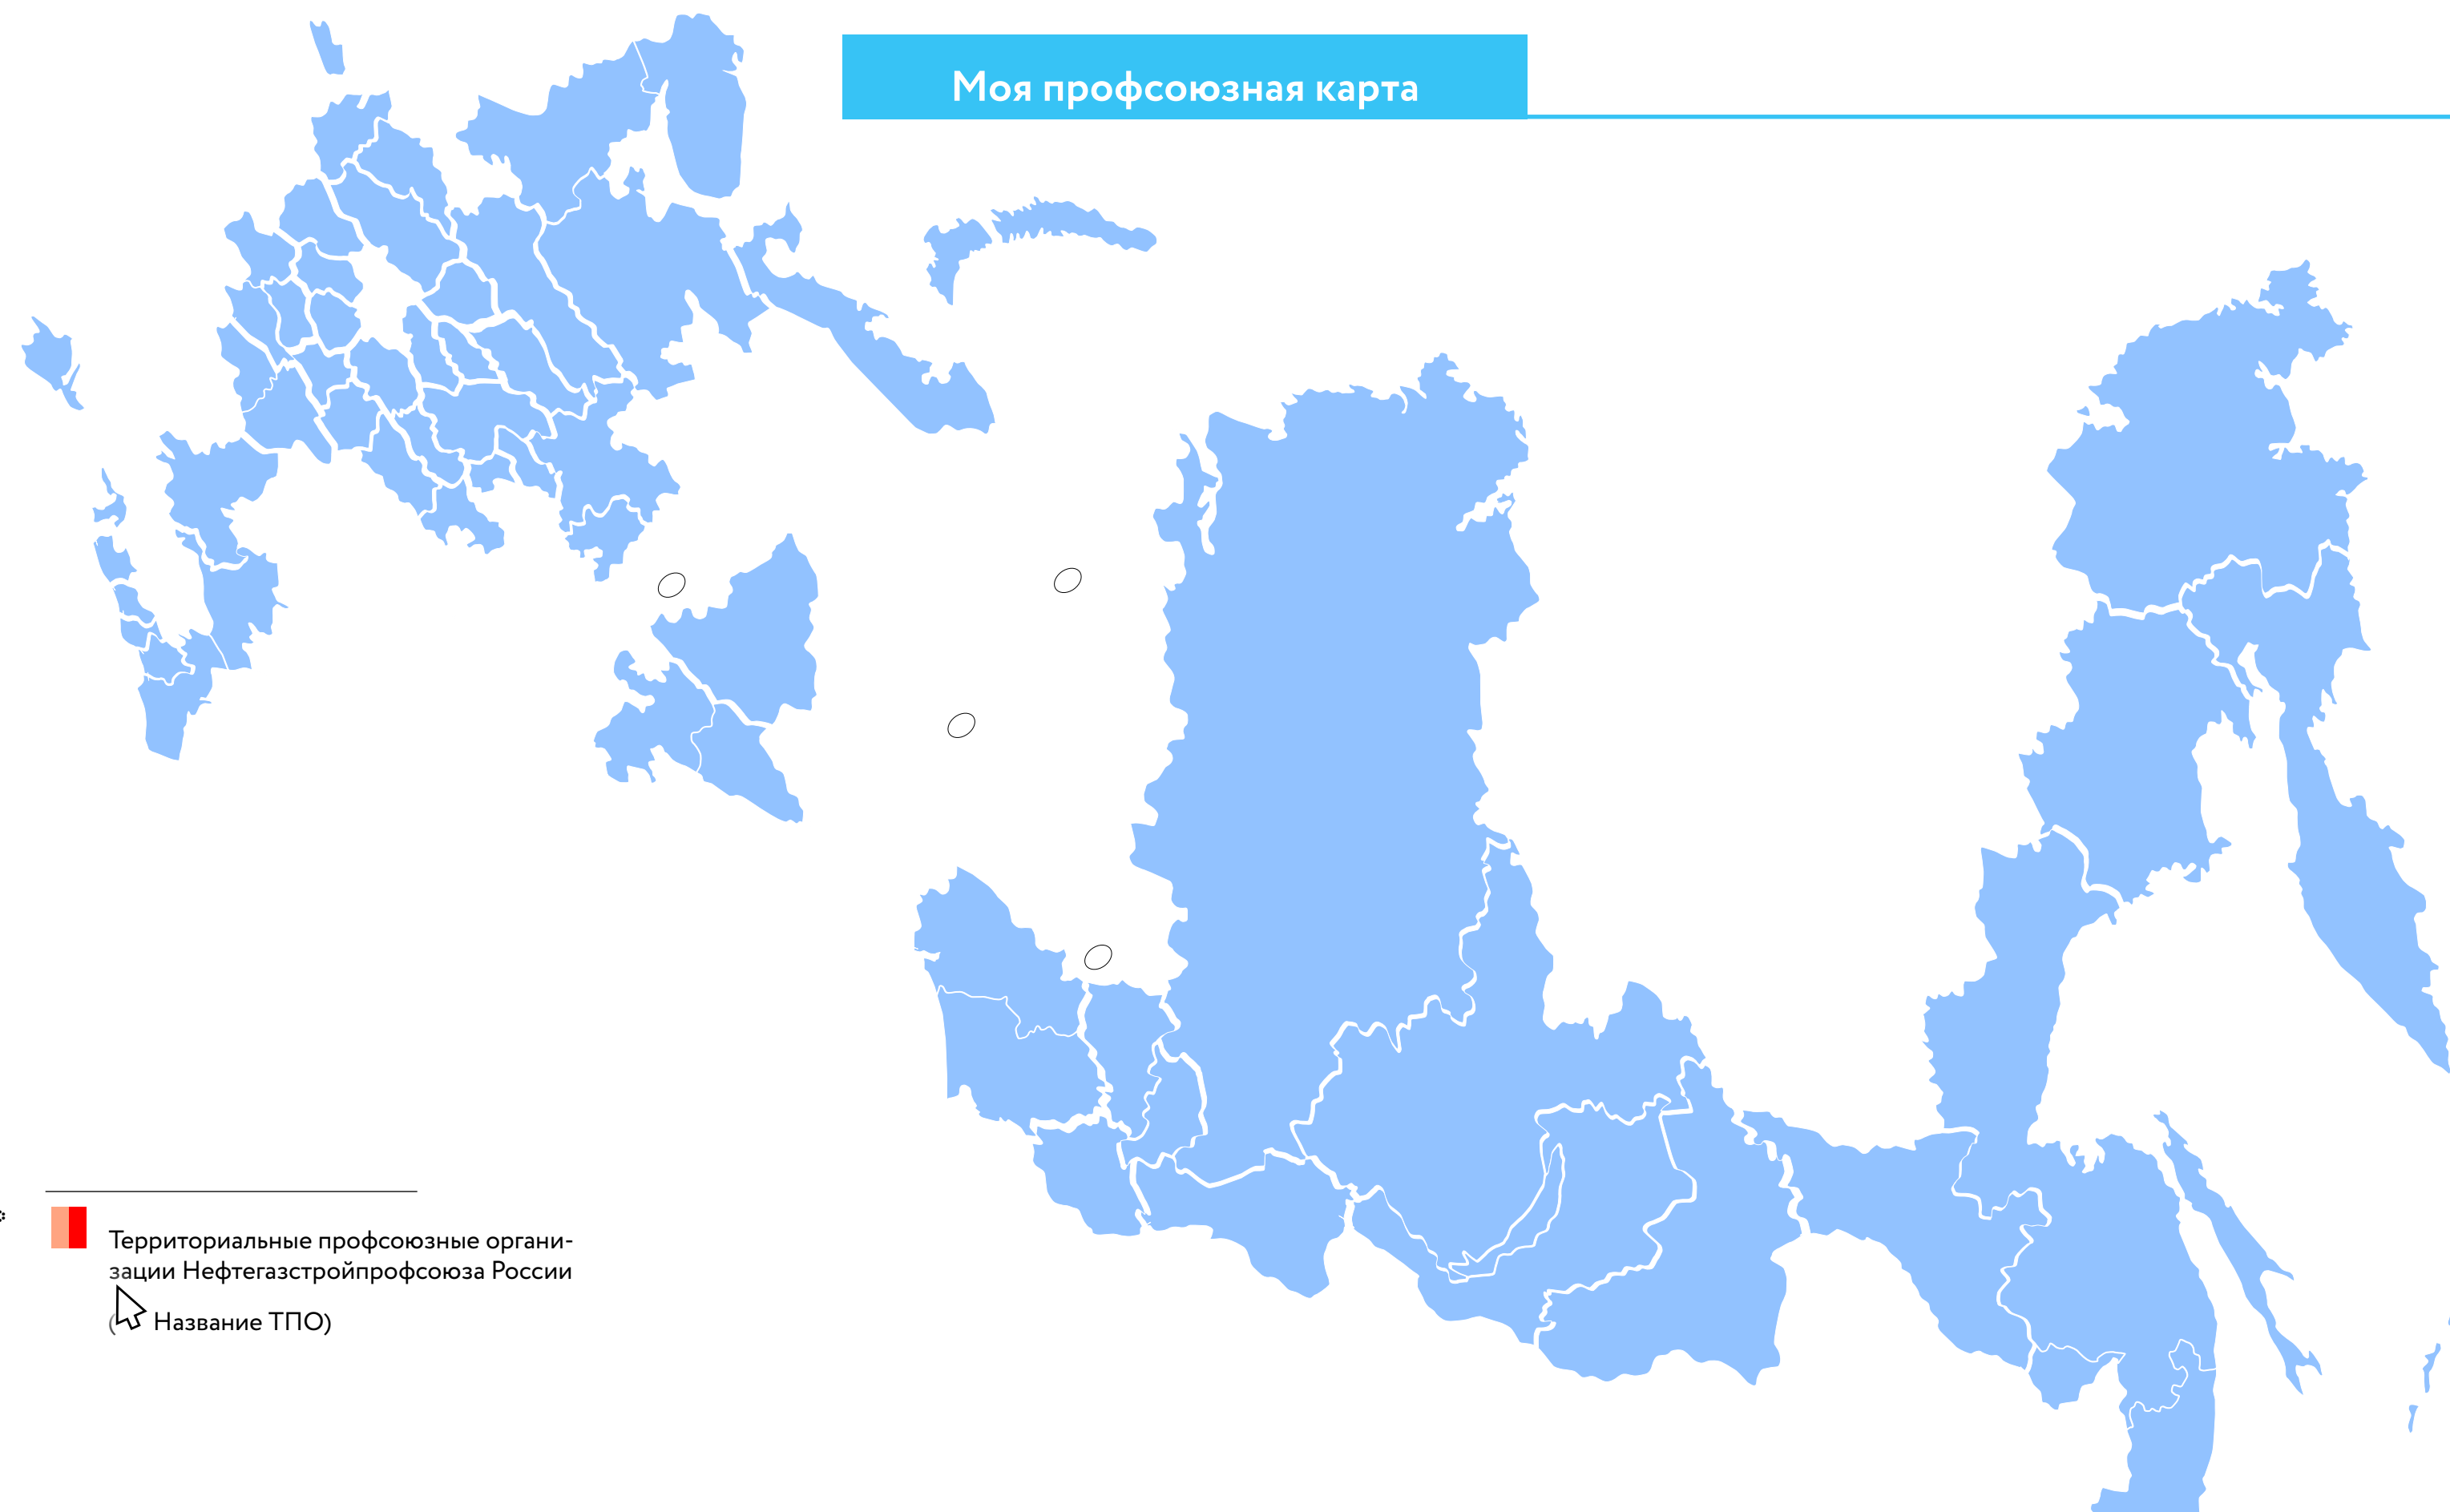 Моя профсоюзная карта
Территориальные профсоюзные органи-
зации Нефтегазстройпрофсоюза России
( Название ТПО)